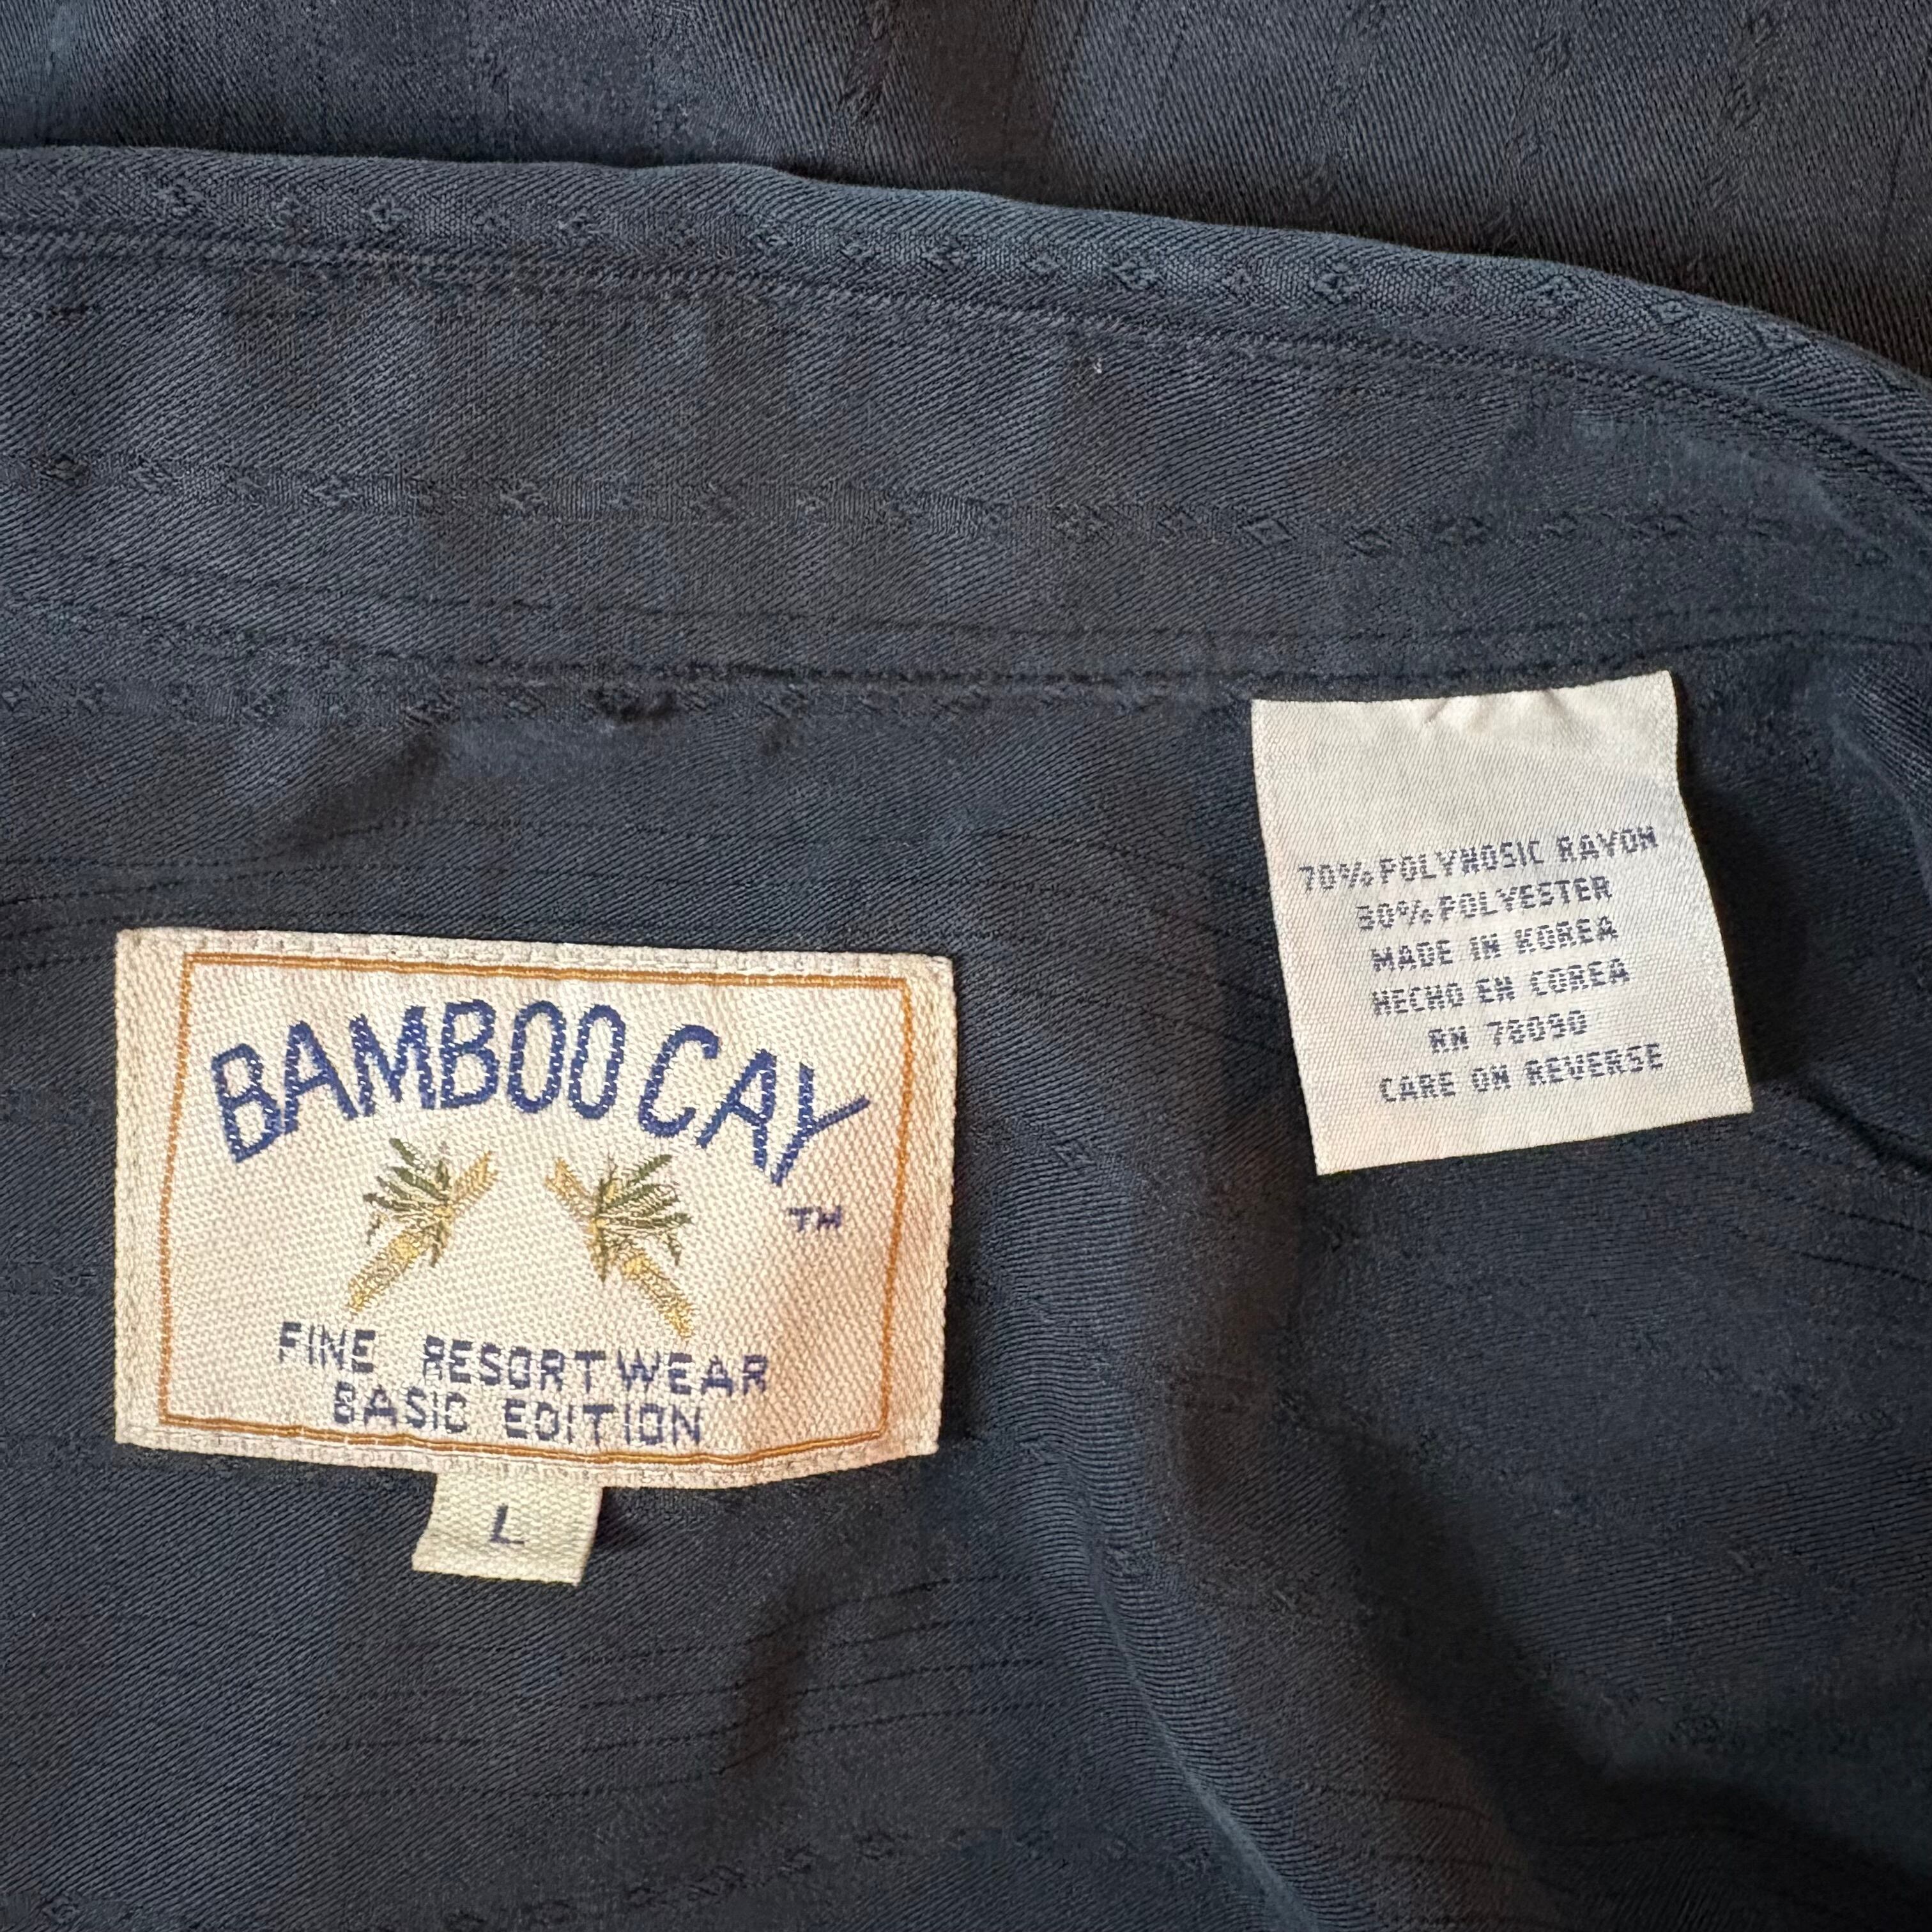 BAMBOO CAY
TM
FINE RESORTWEAR
BASIC EDITION
L
70% POLYNOSIC RAYON
30% POLYESTER
MADE IN KOREA
HECHO EN COREA
RN 78090
CARE ON REVERSE